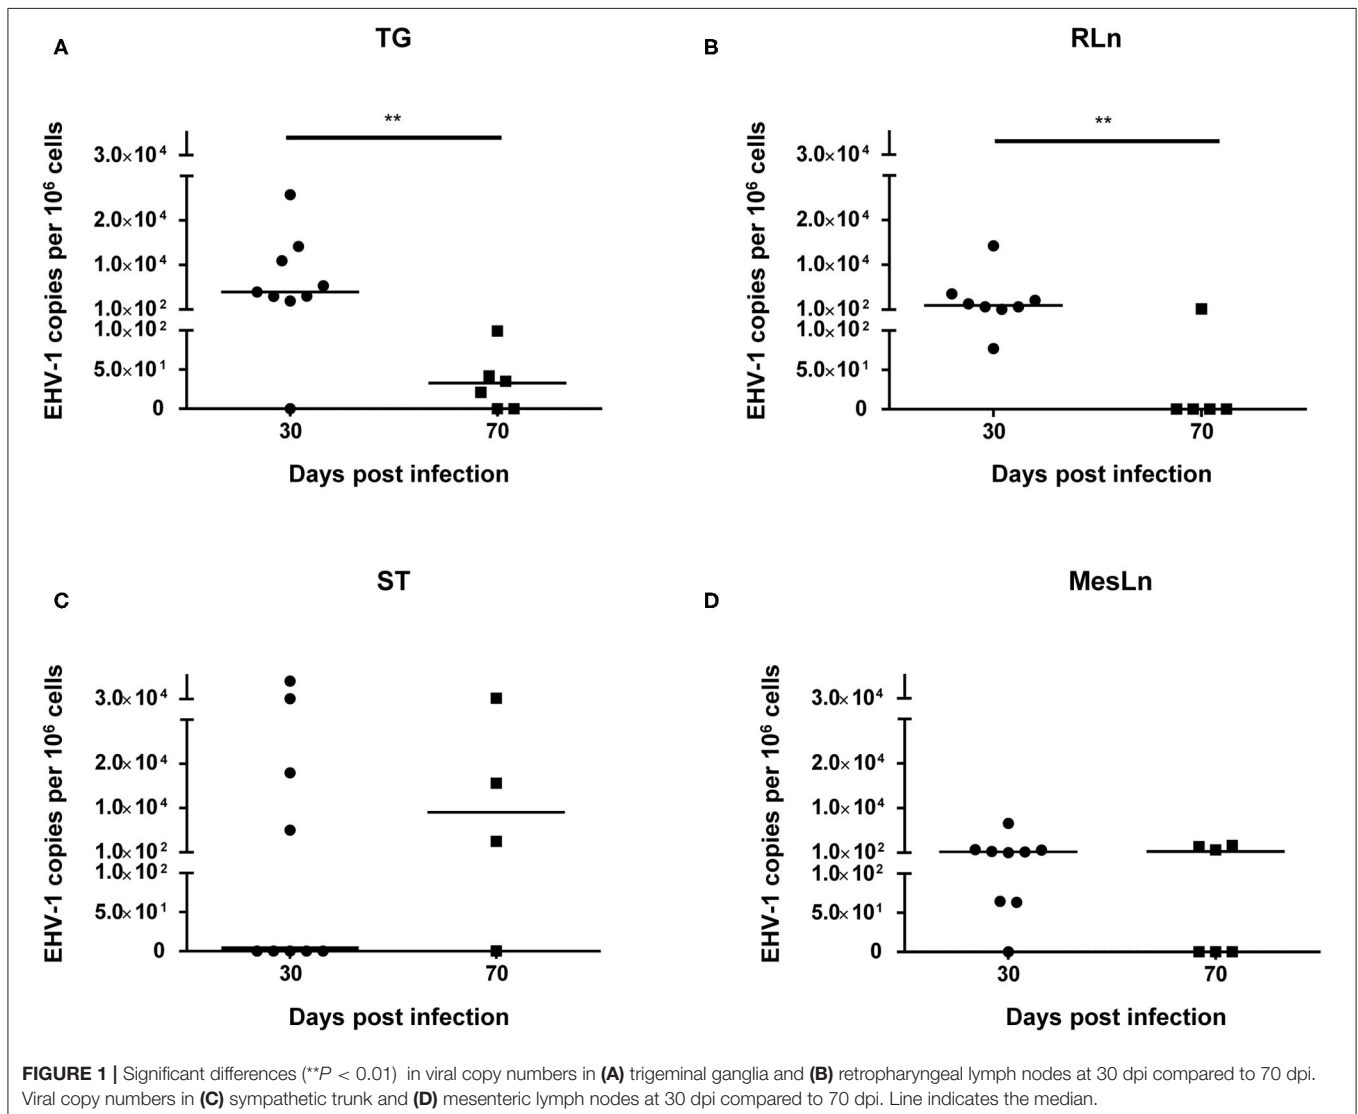 A
TG
**
EHV-1 copies per 10⁶ cells
3.0×10⁴
2.0×10⁴
1.0×10⁴
1.0×10²
1.0×10²
5.0×10¹
0
30
70
Days post infection
B
RLn
**
EHV-1 copies per 10⁶ cells
3.0×10⁴
2.0×10⁴
1.0×10⁴
1.0×10²
1.0×10²
5.0×10¹
0
30
70
Days post infection
C
ST
EHV-1 copies per 10⁶ cells
3.0×10⁴
2.0×10⁴
1.0×10⁴
1.0×10²
1.0×10²
5.0×10¹
0
30
70
Days post infection
D
MesLn
EHV-1 copies per 10⁶ cells
3.0×10⁴
2.0×10⁴
1.0×10⁴
1.0×10²
1.0×10²
5.0×10¹
0
30
70
Days post infection
FIGURE 1 | Significant differences (**P < 0.01) in viral copy numbers in (A) trigeminal ganglia and (B) retropharyngeal lymph nodes at 30 dpi compared to 70 dpi.
Viral copy numbers in (C) sympathetic trunk and (D) mesenteric lymph nodes at 30 dpi compared to 70 dpi. Line indicates the median.